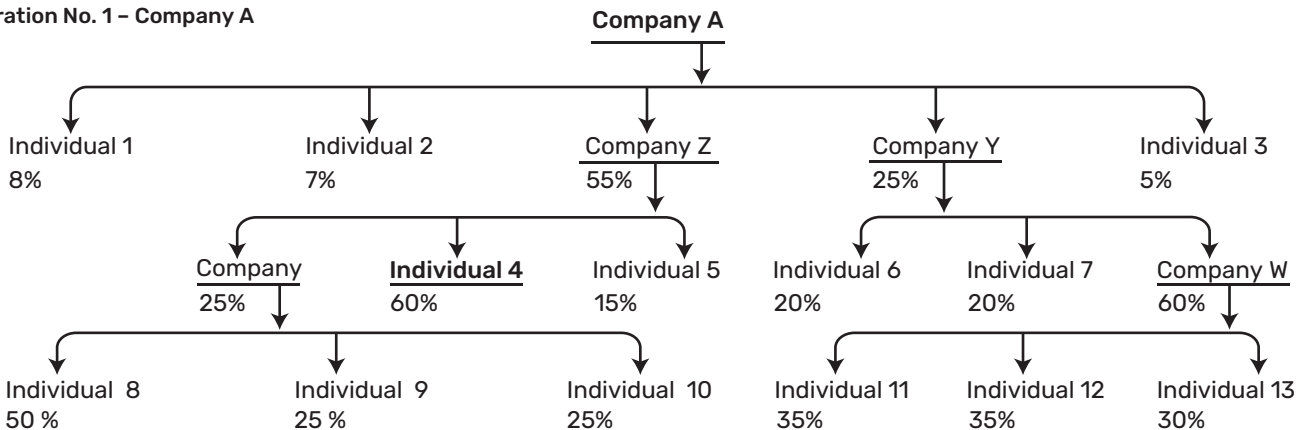 ration No. 1 – Company A
Company A
Individual 1
8%
Individual 2
7%
Company Z
55%
Company Y
25%
Individual 3
5%
Company
25%
Individual 4
60%
Individual 5
15%
Individual 6
20%
Individual 7
20%
Company W
60%
Individual 8
50 %
Individual 9
25 %
Individual 10
25%
Individual 11
35%
Individual 12
35%
Individual 13
30%